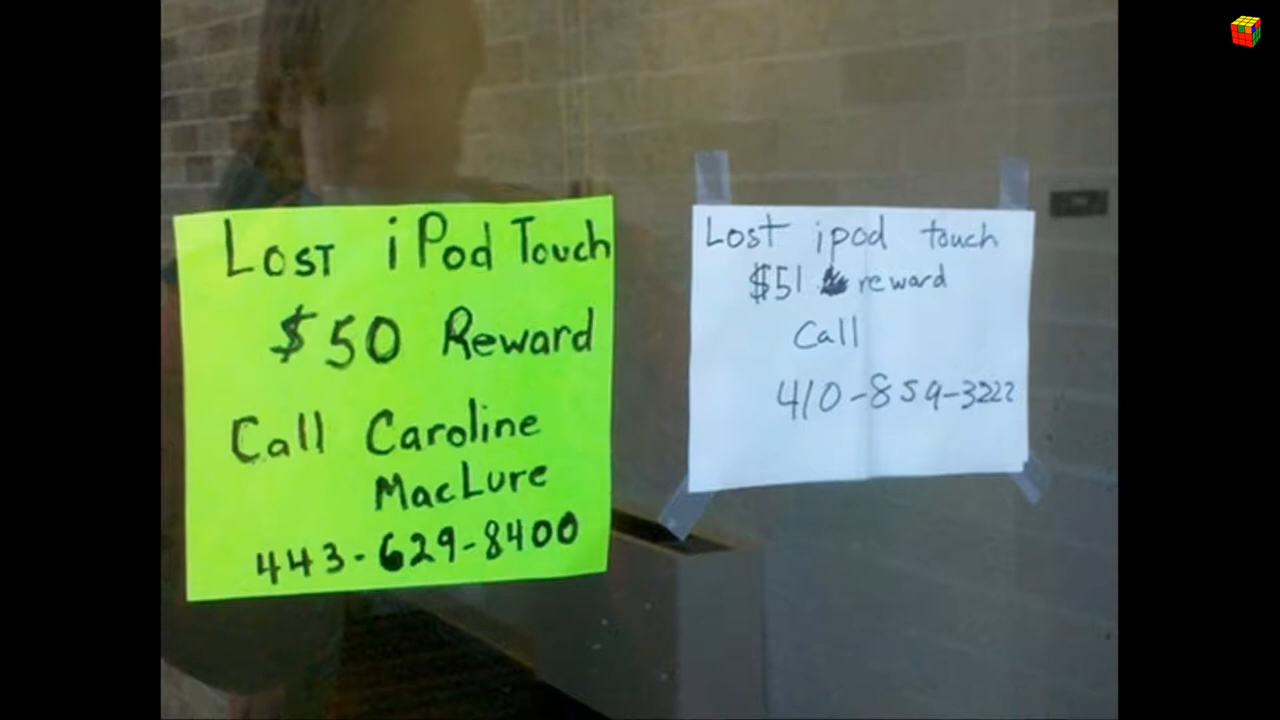 Lost iPod Touch
$50 Reward
Call Caroline
MacLure
443-629-8400
Lost ipod touch
$51 reward
Call
410-859-3222